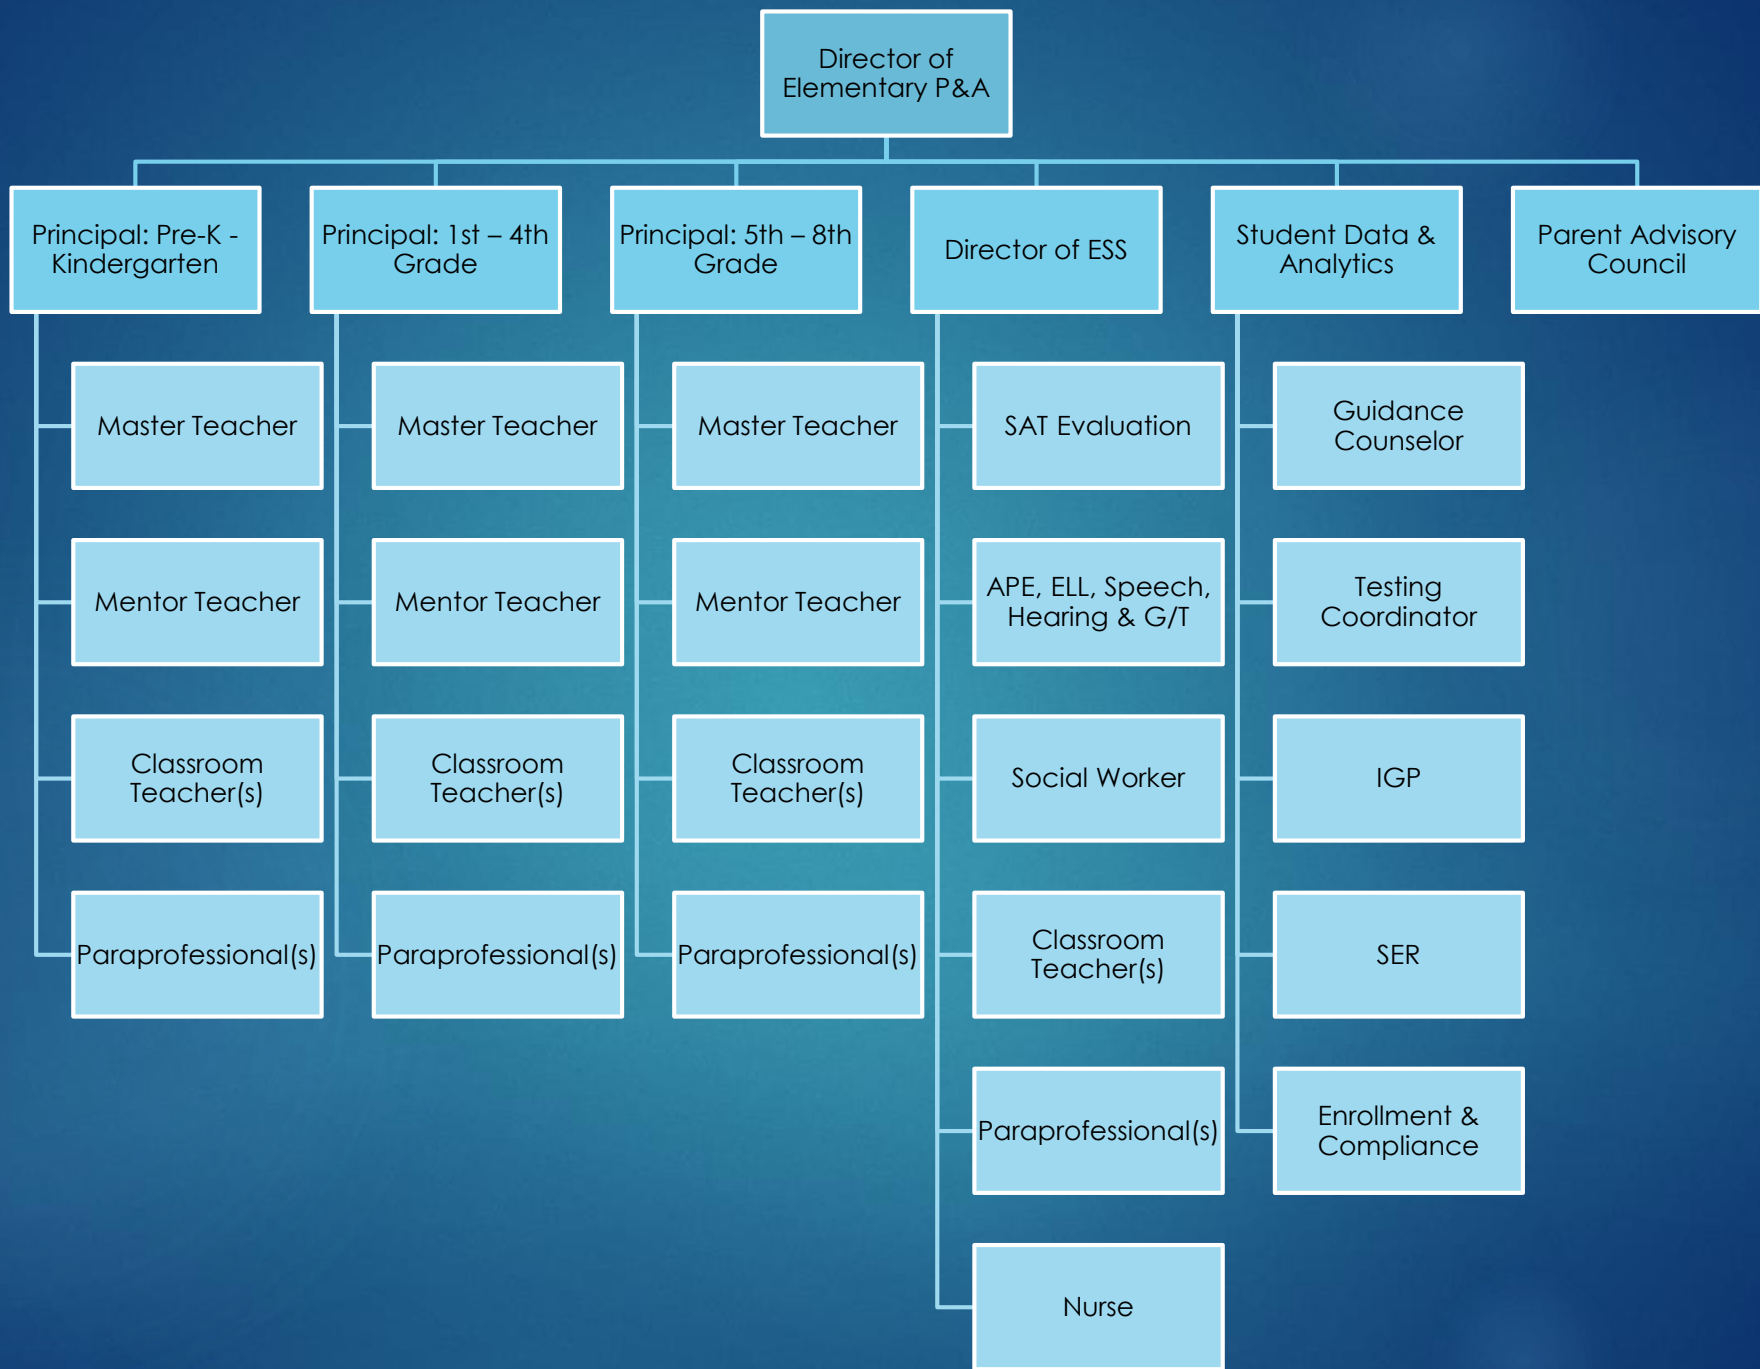 Director of
Elementary P&A
Principal: Pre-K -
Kindergarten
Principal: 1st – 4th
Grade
Principal: 5th – 8th
Grade
Director of ESS
Student Data &
Analytics
Parent Advisory
Council
Master Teacher
Mentor Teacher
Classroom
Teacher(s)
Paraprofessional(s)
Master Teacher
Mentor Teacher
Classroom
Teacher(s)
Paraprofessional(s)
Master Teacher
Mentor Teacher
Classroom
Teacher(s)
Paraprofessional(s)
SAT Evaluation
APE, ELL, Speech,
Hearing & G/T
Social Worker
Classroom
Teacher(s)
Paraprofessional(s)
Nurse
Guidance
Counselor
Testing
Coordinator
IGP
SER
Enrollment &
Compliance